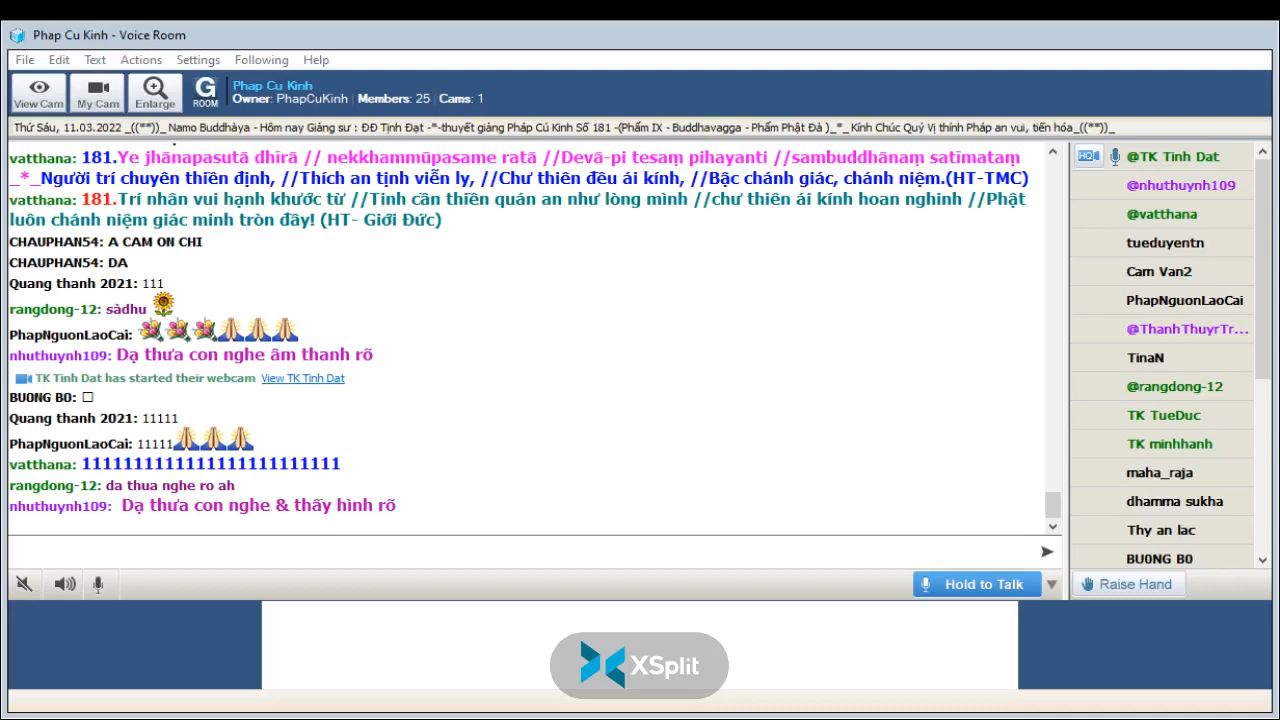 Phap Cu Kinh - Voice Room
File Edit Text Actions Settings Following Help
View Cam My Cam Enlarge G ROOM
Phap Cu Kinh
Owner: PhapCuKinh | Members: 25 | Cams: 1
Thứ Sáu, 11.03.2022 _((**))_ Namo Buddhàya - Hôm nay Giảng sư : ĐĐ Tịnh Đạt -*-thuyết giảng Pháp Cú Kinh Số 181 -(Phẩm IX - Buddhavagga - Phẩm Phật Đà )_*_ Kính Chúc Quý Vị thính Pháp an vui, tiến hóa_((**))_
vatthana: 181.Ye jhānapasutā dhīrā // nekkhammūpasame ratā //Devā-pi tesaṃ pihayanti //sambuddhānaṃ satīmataṃ
_*_Người trí chuyên thiền định, //Thích an tịnh viễn ly, //Chư thiên đều ái kính, //Bậc chánh giác, chánh niệm.(HT-TMC)
vatthana: 181.Trí nhân vui hạnh khước từ //Tinh cần thiền quán an như lòng mình //chư thiên ái kính hoan nghinh //Phật
luôn chánh niệm giác minh tròn đầy! (HT- Giới Đức)
CHAUPHAN54: A CAM ON CHI
CHAUPHAN54: DA
Quang thanh 2021: 111
rangdong-12: sàdhu
PhapNguonLaoCai:
nhuthuynh109: Dạ thưa con nghe âm thanh rõ
TK Tinh Dat has started their webcam View TK Tinh Dat
BU0NG B0: □
Quang thanh 2021: 11111
PhapNguonLaoCai: 11111
vatthana: 1111111111111111111111111
rangdong-12: da thua nghe ro ah
nhuthuynh109: Dạ thưa con nghe & thấy hình rõ
Hold to Talk
HQ @TK Tinh Dat
@nhuthuynh109
@vatthana
tueduyentn
Cam Van2
PhapNguonLaoCai
@ThanhThuyrTr...
TinaN
@rangdong-12
TK TueDuc
TK minhhanh
maha_raja
dhamma sukha
Thy an lac
BU0NG B0
Raise Hand
XSplit